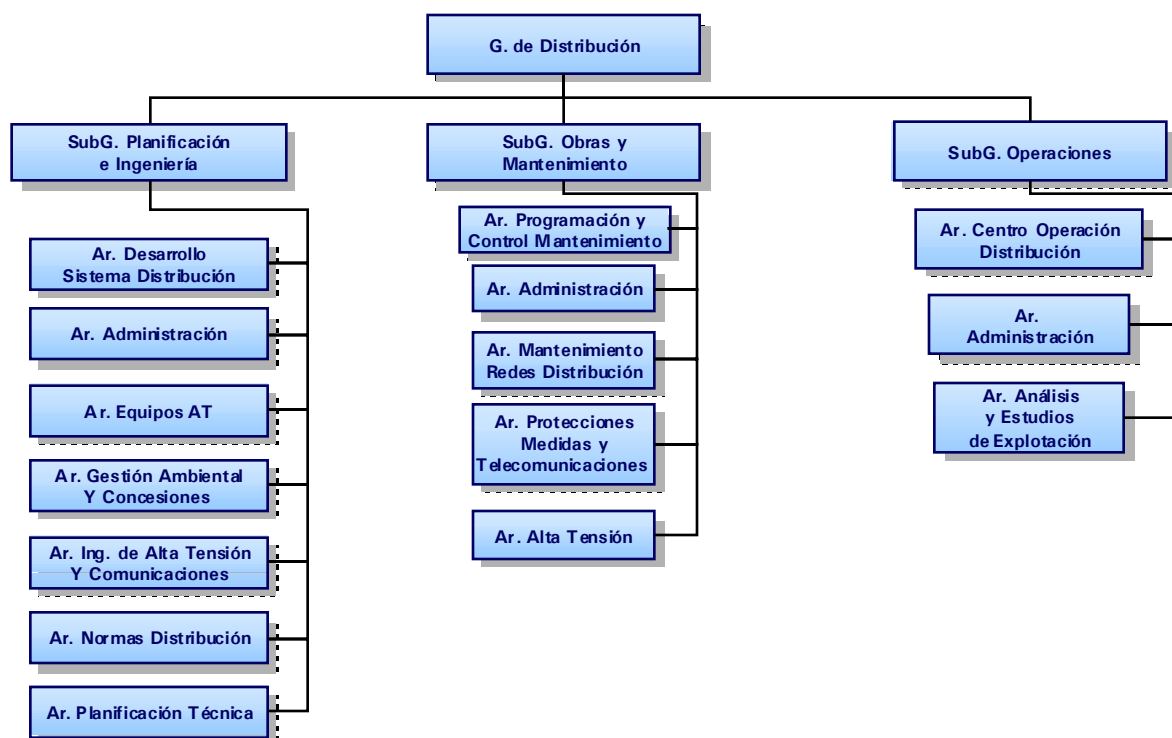 G. de Distribución
SubG. Planificación
e Ingeniería
SubG. Obras y
Mantenimiento
SubG. Operaciones
Ar. Desarrollo
Sistema Distribución
Ar. Administración
Ar. Equipos AT
Ar. Gestión Ambiental
Y Concesiones
Ar. Ing. de Alta Tensión
Y Comunicaciones
Ar. Normas Distribución
Ar. Planificación Técnica
Ar. Programación y
Control Mantenimiento
Ar. Administración
Ar. Mantenimiento
Redes Distribución
Ar. Protecciones
Medidas y
Telecomunicaciones
Ar. Alta Tensión
Ar. Centro Operación
Distribución
Ar.
Administración
Ar. Análisis
y Estudios
de Explotación